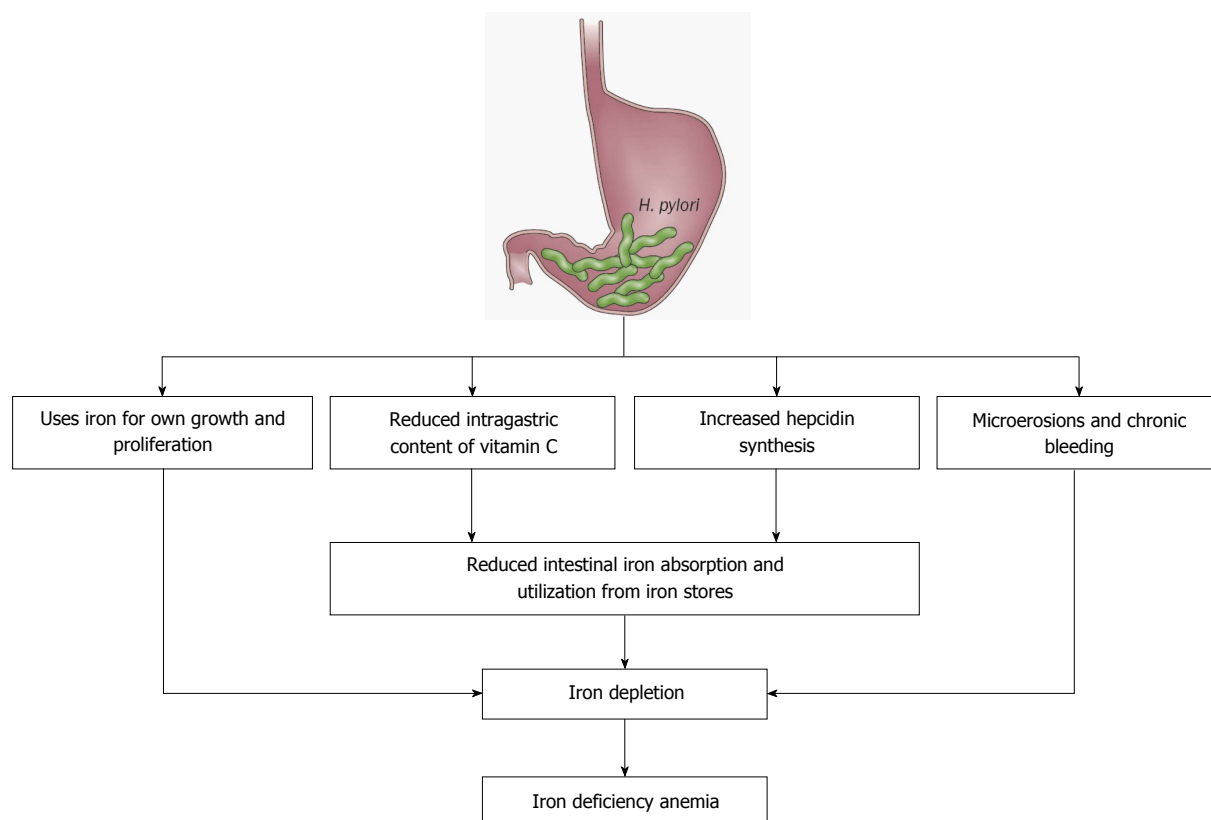 H. pylori
Uses iron for own growth and
proliferation
Reduced intragastric
content of vitamin C
Increased hepcidin
synthesis
Microerosions and chronic
bleeding
Reduced intestinal iron absorption and
utilization from iron stores
Iron depletion
Iron deficiency anemia